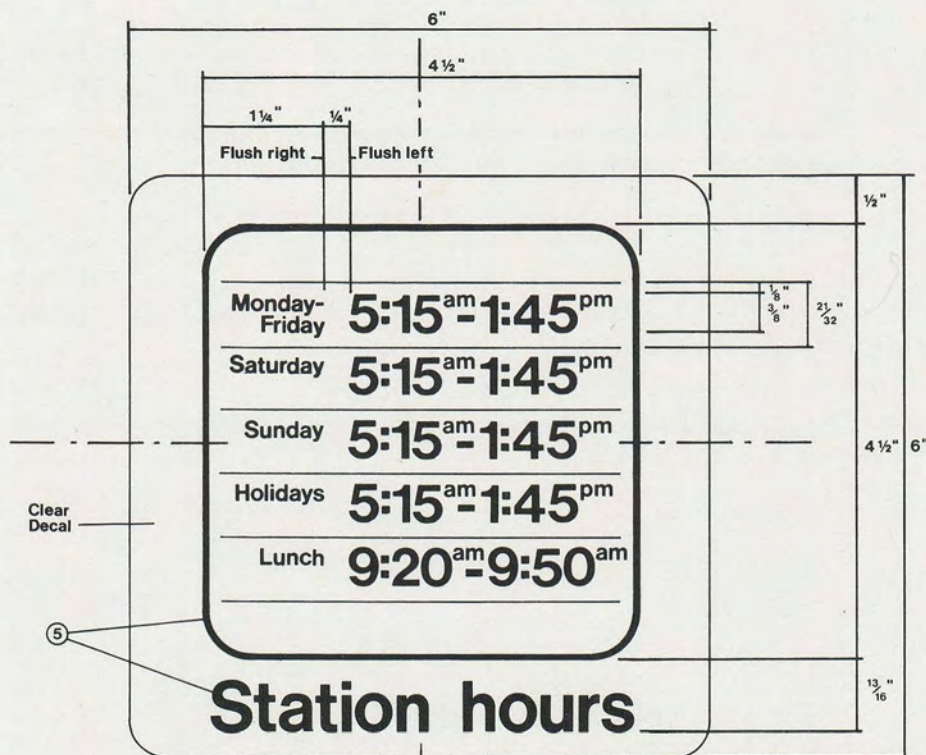 6"
4 ½"
1 ¼" ¼"
Flush right Flush left
½"
Monday-
Friday 5:15am-1:45pm
⅛"
⅜"
21/32"
Saturday 5:15am-1:45pm
Sunday 5:15am-1:45pm
4 ½" 6"
Holidays 5:15am-1:45pm
Clear
Decal
Lunch 9:20am-9:50am
5
13/16"
Station hours